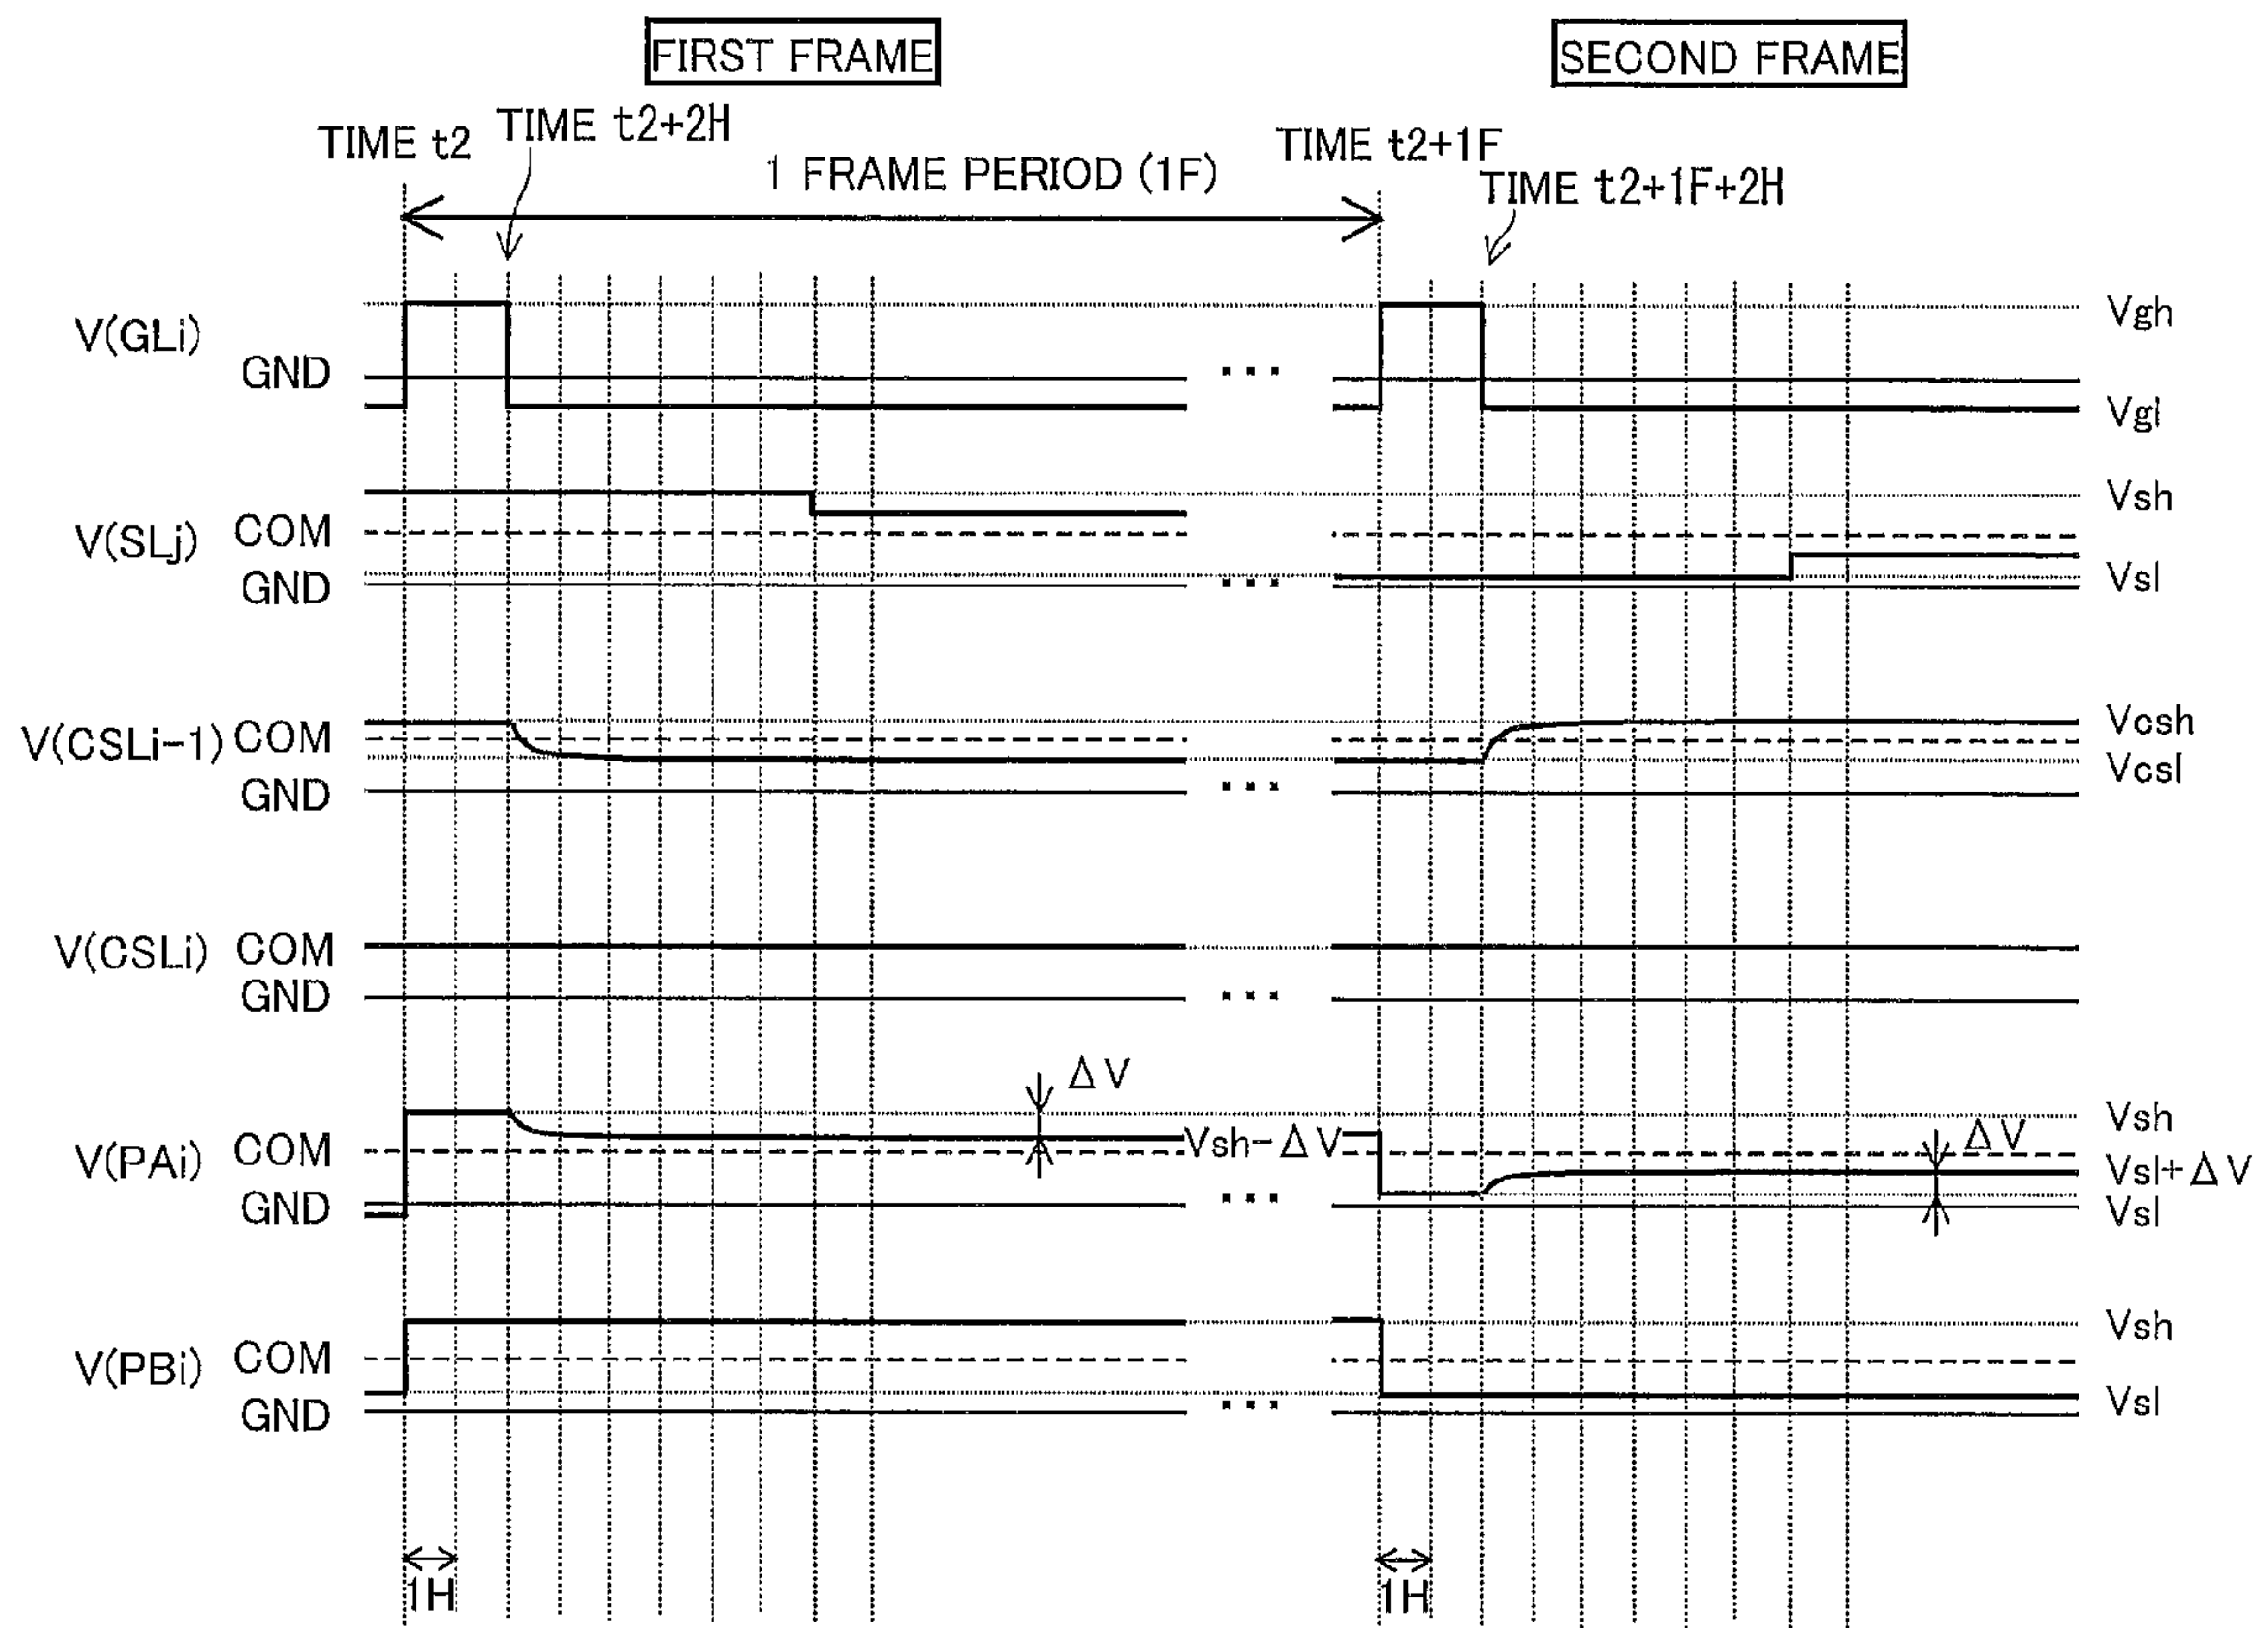 FIRST FRAME
SECOND FRAME
TIME t2
TIME t2+2H
1 FRAME PERIOD (1F)
TIME t2+1F
TIME t2+1F+2H
V(GLi)
GND
Vgh
Vgl
V(SLj)
COM
GND
Vsh
Vsl
V(CSLi-1)
COM
GND
Vcsh
Vcsl
V(CSLi)
COM
GND
V(PAi)
COM
GND
ΔV
Vsh-ΔV
ΔV
Vsh
Vsl+ΔV
Vsl
V(PBi)
COM
GND
Vsh
Vsl
1H
1H